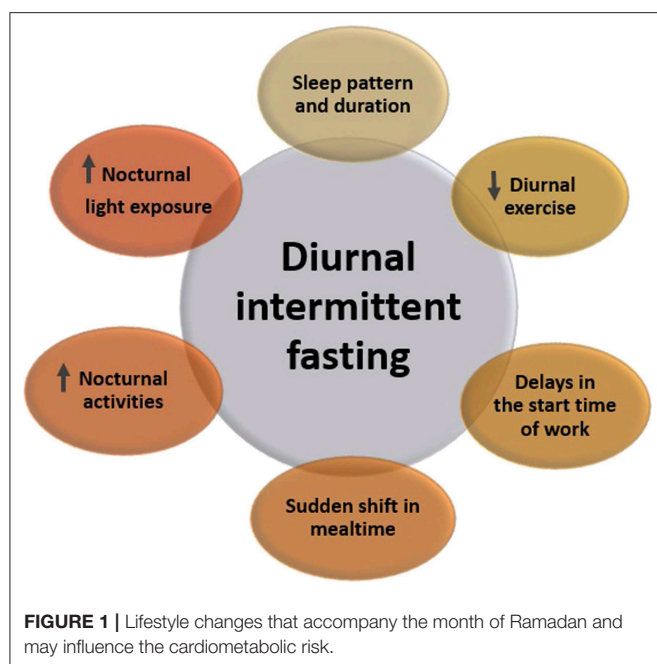 Sleep pattern
and duration
↑ Nocturnal
light exposure
↓ Diurnal
exercise
Diurnal
intermittent
fasting
↑ Nocturnal
activities
Delays in
the start time
of work
Sudden shift in
mealtime
FIGURE 1 | Lifestyle changes that accompany the month of Ramadan and
may influence the cardiometabolic risk.